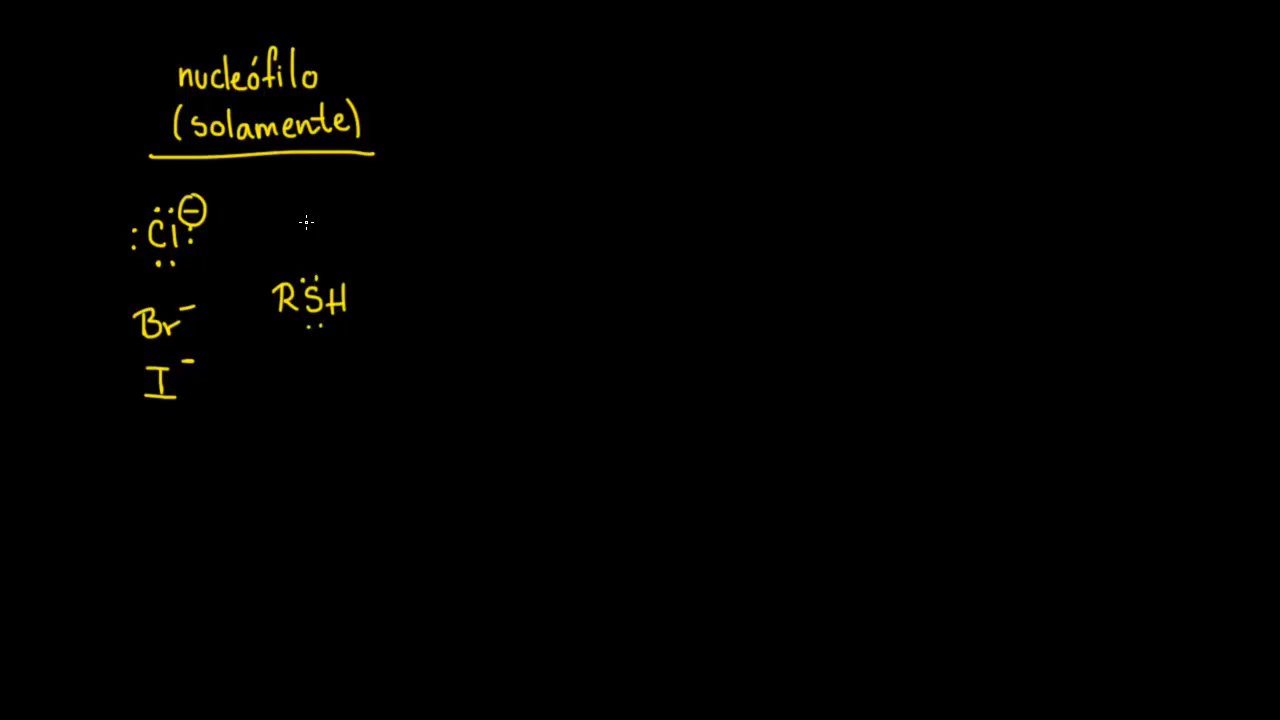 nucleófilo
(solamente)
:Cl:⊖
RSH
Br⁻
I⁻